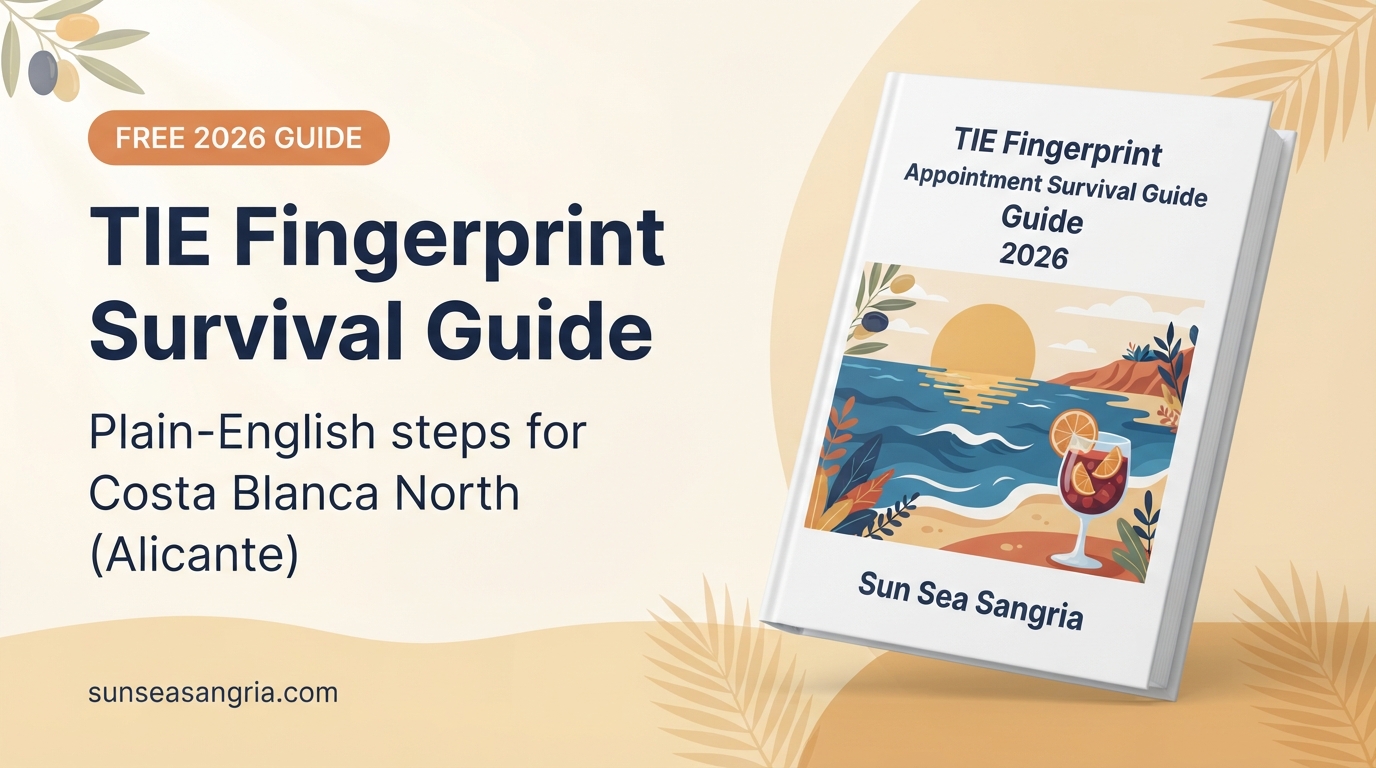 FREE 2026 GUIDE
TIE Fingerprint
Survival Guide
Plain-English steps for
Costa Blanca North
(Alicante)
sunseasangria.com
TIE Fingerprint
Appointment Survival Guide
Guide
2026
Sun Sea Sangria